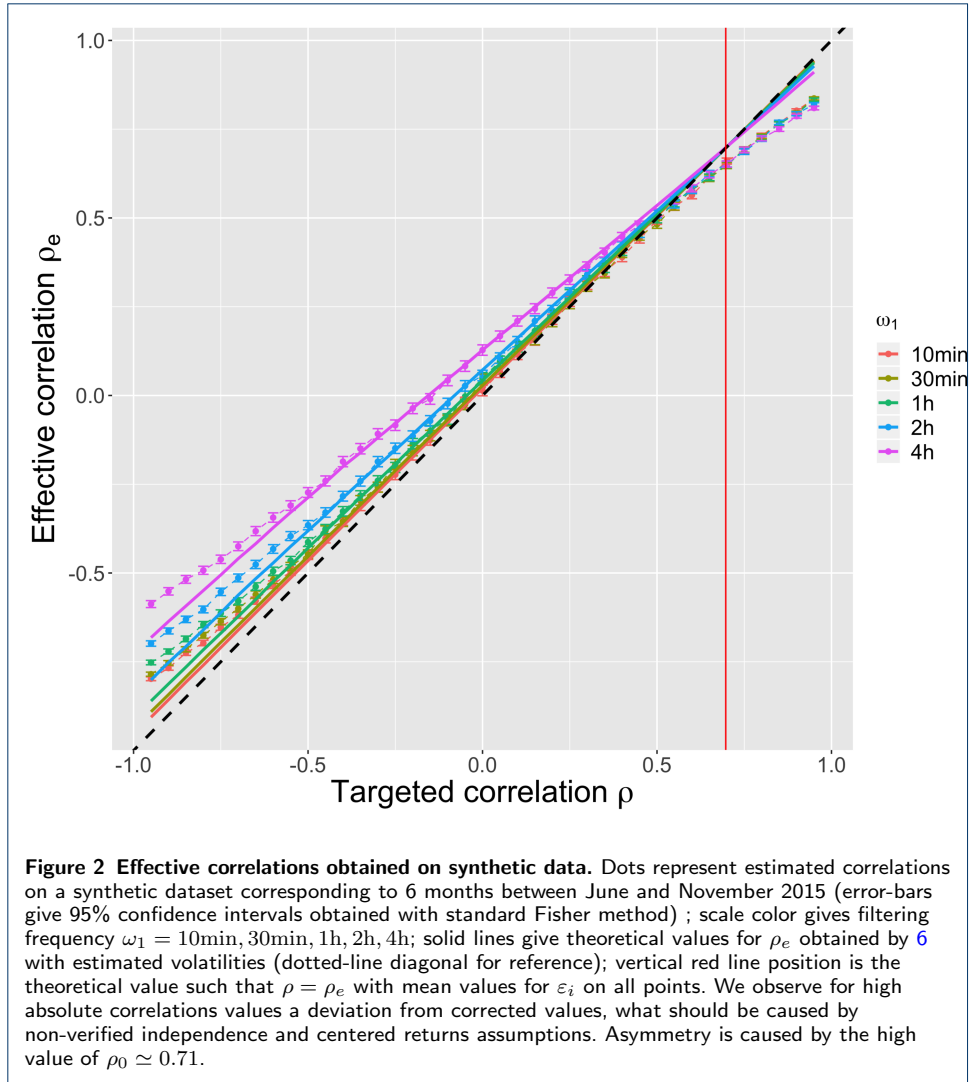 1.0
0.5
0.0
-0.5
Effective correlation ρe
-1.0 -0.5 0.0 0.5 1.0
Targeted correlation ρ
ω1
10min
30min
1h
2h
4h
Figure 2 Effective correlations obtained on synthetic data. Dots represent estimated correlations
on a synthetic dataset corresponding to 6 months between June and November 2015 (error-bars
give 95% confidence intervals obtained with standard Fisher method) ; scale color gives filtering
frequency ω1 = 10min, 30min, 1h, 2h, 4h; solid lines give theoretical values for ρe obtained by 6
with estimated volatilities (dotted-line diagonal for reference); vertical red line position is the
theoretical value such that ρ = ρe with mean values for εi on all points. We observe for high
absolute correlations values a deviation from corrected values, what should be caused by
non-verified independence and centered returns assumptions. Asymmetry is caused by the high
value of ρ0 ≃ 0.71.